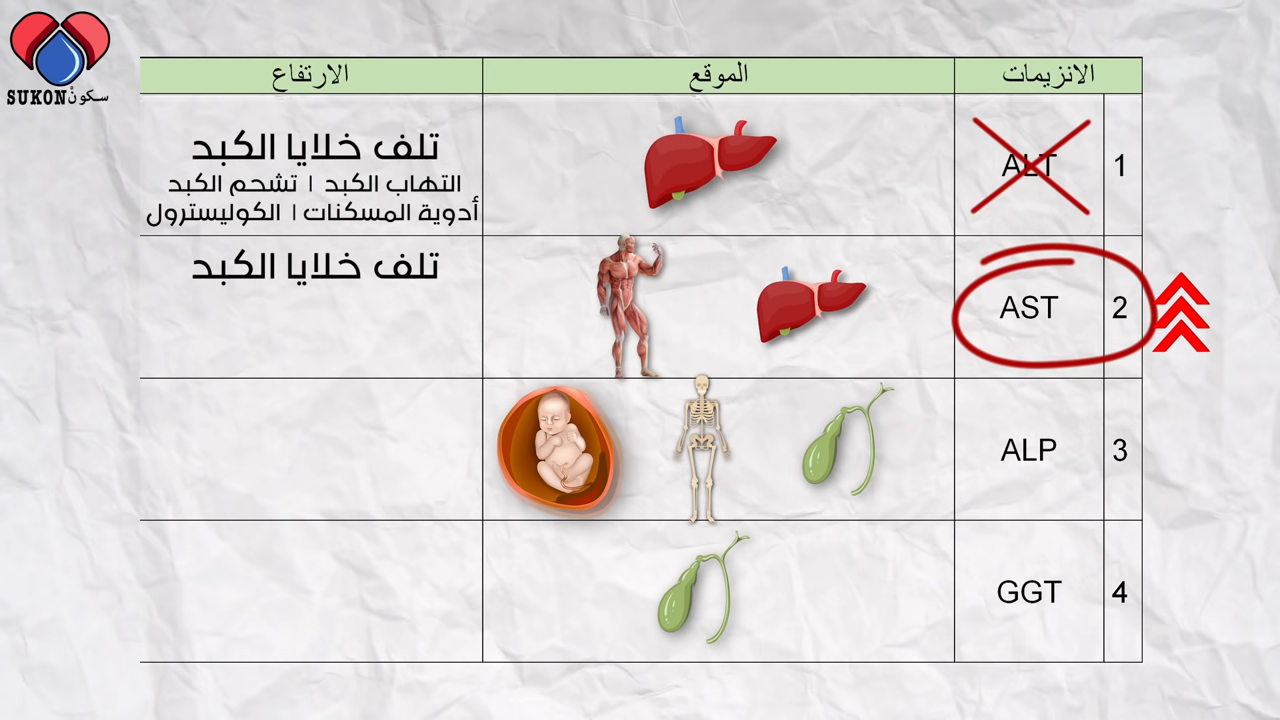 SUKON سكون
الانزيمات
الموقع
الارتفاع
1
ALT
تلف خلايا الكبد
التهاب الكبد | تشحم الكبد
أدوية المسكنات | الكوليسترول
2
AST
تلف خلايا الكبد
3
ALP
4
GGT